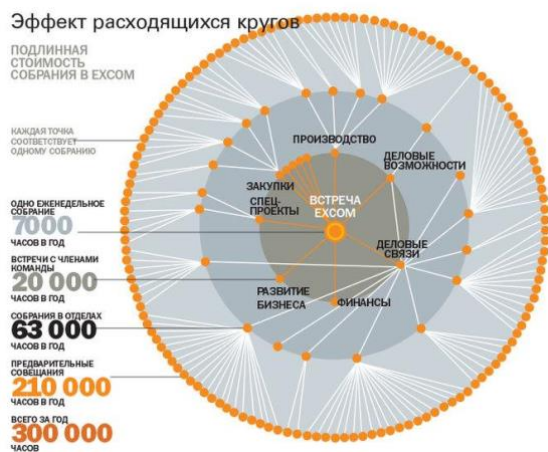 Эффект расходящихся кругов
ПОДЛИННАЯ
СТОИМОСТЬ
СОБРАНИЯ В EXCOM
КАЖДАЯ ТОЧКА
СООТВЕТСТВУЕТ
ОДНОМУ СОБРАНИЮ
ОДНО ЕЖЕНЕДЕЛЬНОЕ
СОБРАНИЕ
7000
ЧАСОВ В ГОД
ВСТРЕЧИ С ЧЛЕНАМИ
КОМАНДЫ
20 000
ЧАСОВ В ГОД
СОБРАНИЯ В ОТДЕЛАХ
63 000
ЧАСОВ В ГОД
ПРЕДВАРИТЕЛЬНЫЕ
СОВЕЩАНИЯ
210 000
ЧАСОВ В ГОД
ВСЕГО ЗА ГОД
300 000
ЧАСОВ
ПРОИЗВОДСТВО
ДЕЛОВЫЕ
ВОЗМОЖНОСТИ
ЗАКУПКИ
СПЕЦ-
ПРОЕКТЫ
ВСТРЕЧА
EXCOM
ДЕЛОВЫЕ
СВЯЗИ
РАЗВИТИЕ
БИЗНЕСА
ФИНАНСЫ